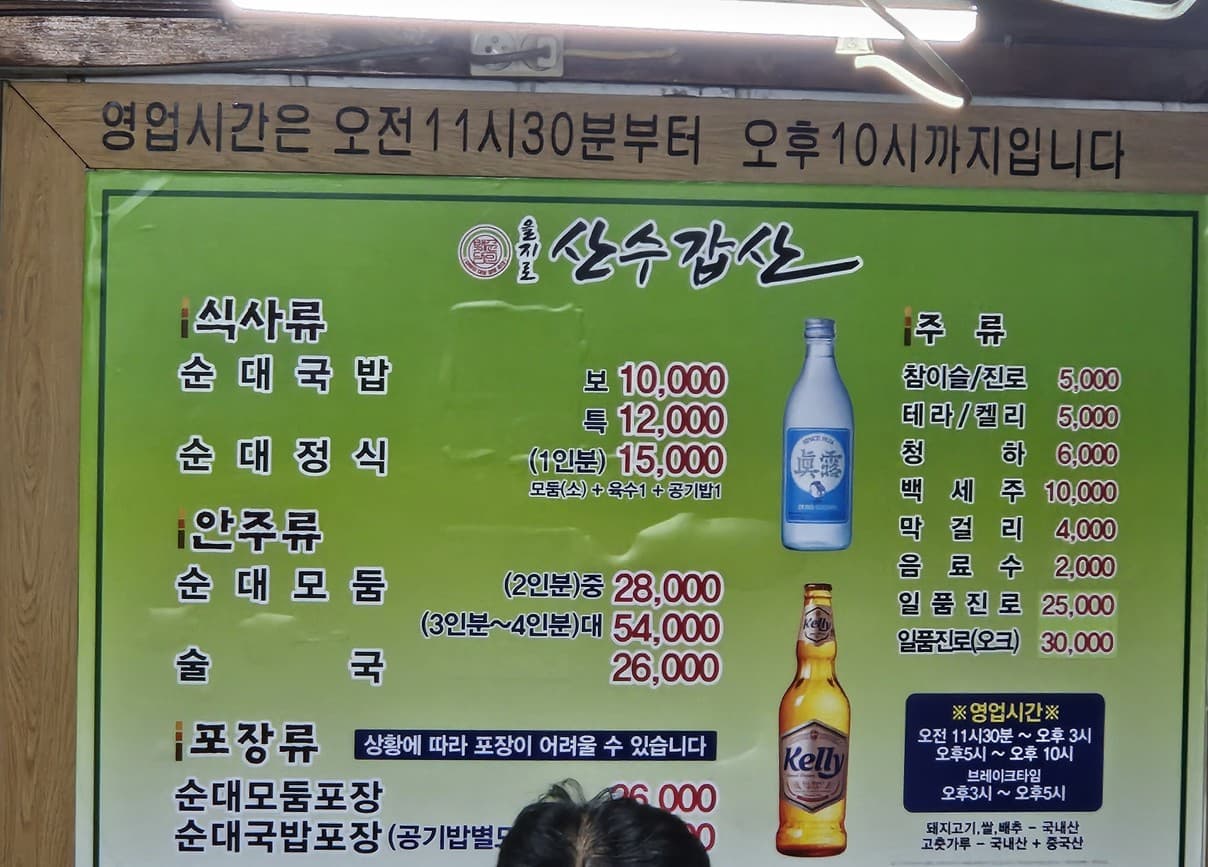 영업시간은 오전11시30분부터 오후10시까지입니다
을지로 산수갑산
식사류
순대국밥 보 10,000
특 12,000
순대정식 (1인분) 15,000
모둠(소) + 육수1 + 공기밥1
안주류
순대모둠 (2인분)중 28,000
(3인분~4인분)대 54,000
술국 26,000
포장류 상황에 따라 포장이 어려울 수 있습니다
순대모둠포장 26,000
순대국밥포장 (공기밥별도
眞露
Kelly
Kelly
주류
참이슬/진로 5,000
테라/켈리 5,000
청하 6,000
백세주 10,000
막걸리 4,000
음료수 2,000
일품진로 25,000
일품진로(오크) 30,000
※영업시간※
오전 11시30분 ~ 오후 3시
오후5시 ~ 오후 10시
브레이크타임
오후3시 ~ 오후5시
돼지고기,쌀,배추 - 국내산
고춧가루 - 국내산 + 중국산